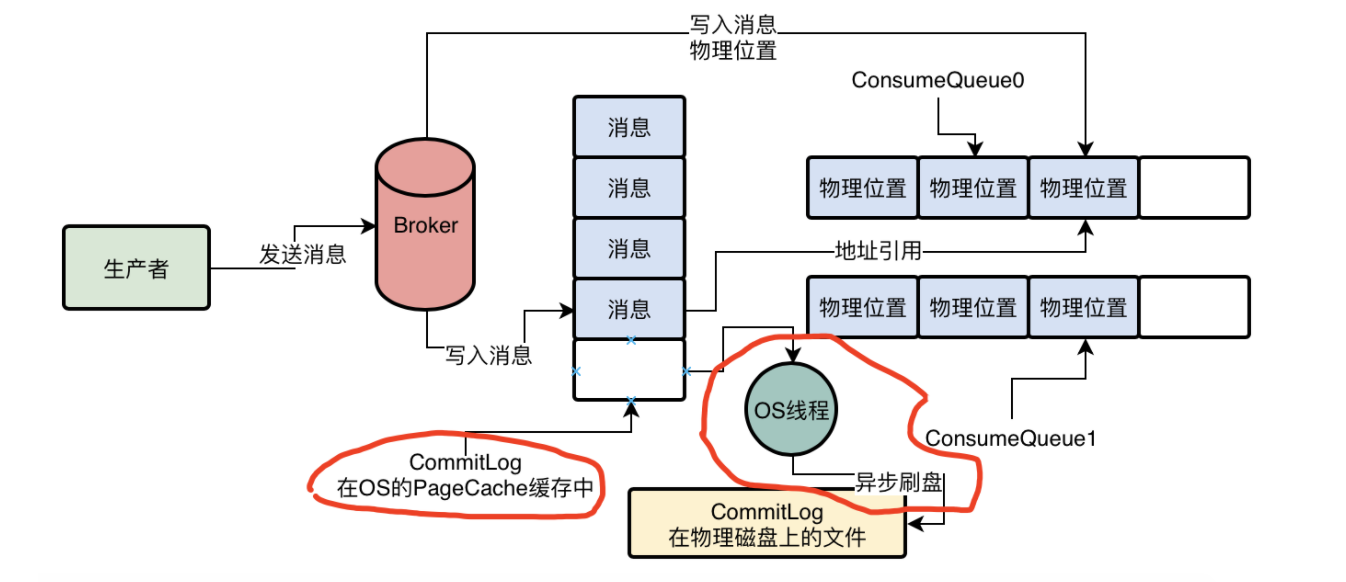 写入消息
物理位置
ConsumeQueue0
消息
消息
消息
消息
物理位置
物理位置
物理位置
Broker
生产者
发送消息
地址引用
物理位置
物理位置
物理位置
写入消息
OS线程
ConsumeQueue1
CommitLog
在OS的PageCache缓存中
异步刷盘
CommitLog
在物理磁盘上的文件